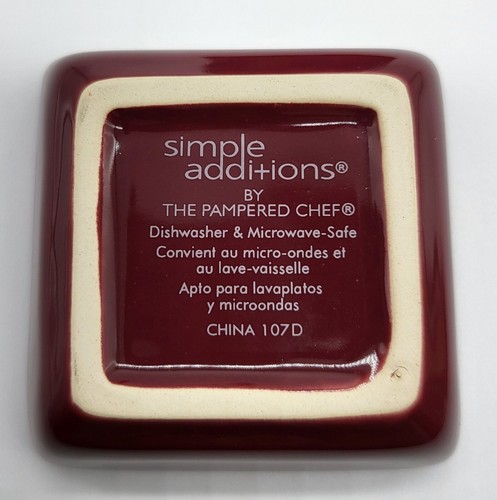 simple
additions®
BY
THE PAMPERED CHEF®
Dishwasher & Microwave-Safe
Convient au micro-ondes et
au lave-vaisselle
Apto para lavaplatos
y microondas
CHINA 107D